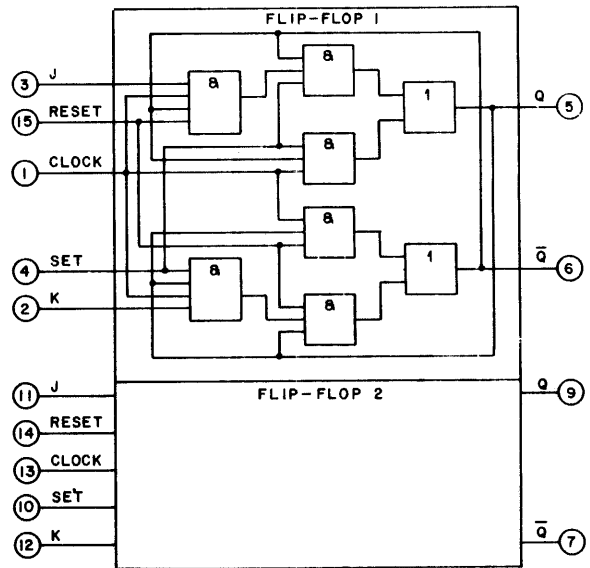 FLIP-FLOP 1
3 J
15 RESET
1 CLOCK
4 SET
2 K
&
&
&
&
&
&
1
1
Q 5
Q̅ 6
FLIP-FLOP 2
11 J
14 RESET
13 CLOCK
10 SET
12 K
Q 9
Q̅ 7